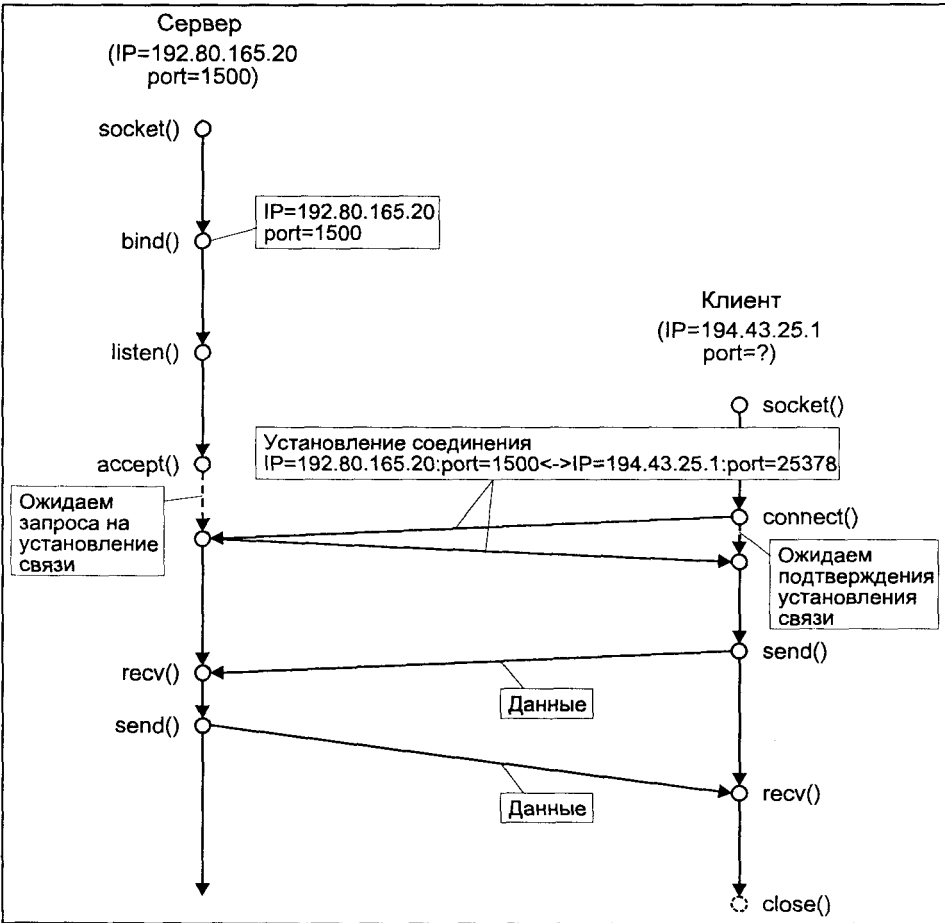 Сервер
(IP=192.80.165.20
port=1500)
socket()
IP=192.80.165.20
port=1500
bind()
Клиент
(IP=194.43.25.1
port=?)
listen()
socket()
Установление соединения
IP=192.80.165.20:port=1500<->IP=194.43.25.1:port=25378
accept()
Ожидаем
запроса на
установление
связи
connect()
Ожидаем
подтверждения
установления
связи
send()
recv()
Данные
send()
recv()
Данные
close()